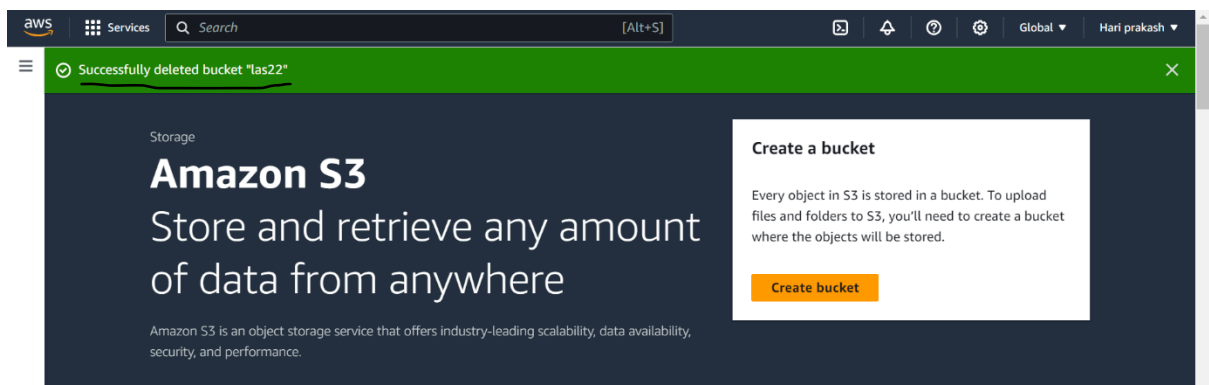 aws Services Search [Alt+S] Global ▼ Hari prakash ▼
Successfully deleted bucket "las22"
Storage
Amazon S3
Store and retrieve any amount
of data from anywhere
Amazon S3 is an object storage service that offers industry-leading scalability, data availability,
security, and performance.
Create a bucket
Every object in S3 is stored in a bucket. To upload
files and folders to S3, you'll need to create a bucket
where the objects will be stored.
Create bucket